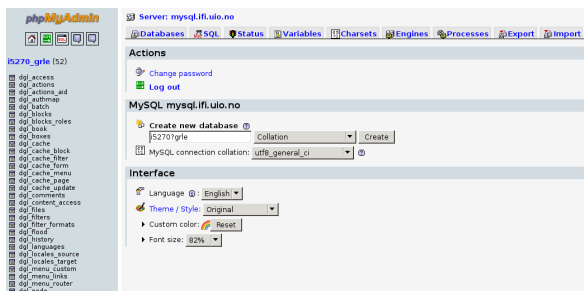 phpMyAdmin
i5270_grle (52)
dgl_access
dgl_actions
dgl_actions_aid
dgl_authmap
dgl_batch
dgl_blocks
dgl_blocks_roles
dgl_book
dgl_boxes
dgl_cache
dgl_cache_block
dgl_cache_filter
dgl_cache_form
dgl_cache_menu
dgl_cache_page
dgl_cache_update
dgl_comments
dgl_content_access
dgl_files
dgl_filters
dgl_filter_formats
dgl_flood
dgl_history
dgl_languages
dgl_locales_source
dgl_locales_target
dgl_menu_custom
dgl_menu_links
dgl_menu_router
dgl_node
Server: mysql.ifi.uio.no
Databases SQL Status Variables Charsets Engines Processes Export Import
Actions
Change password
Log out
MySQL mysql.ifi.uio.no
Create new database
i5270?grle Collation Create
MySQL connection collation: utf8_general_ci
Interface
Language : English
Theme / Style: Original
Custom color: Reset
Font size: 82%